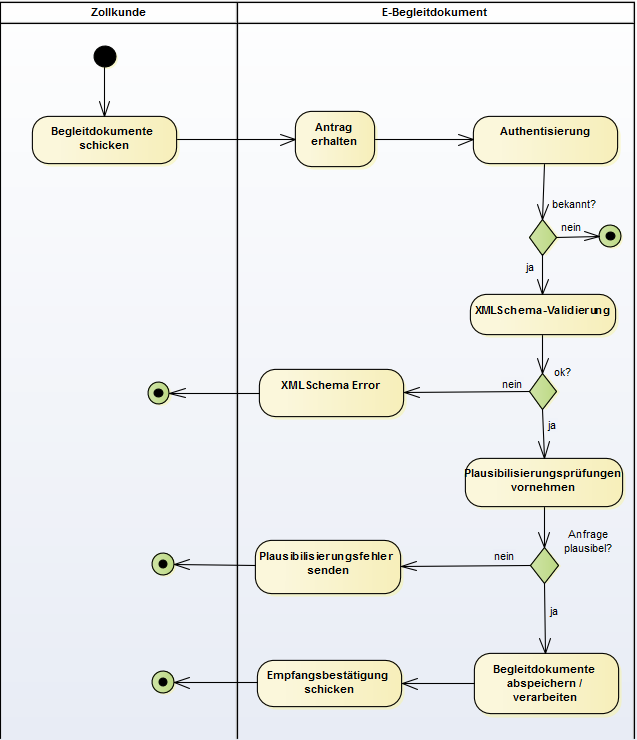 Zollkunde
E-Begleitdokument
Begleitdokumente
schicken
Antrag
erhalten
Authentisierung
bekannt?
nein
ja
XMLSchema-Validierung
ok?
nein
XMLSchema Error
ja
Plausibilisierungsprüfungen
vornehmen
Anfrage
plausibel?
nein
Plausibilisierungsfehler
senden
ja
Begleitdokumente
abspeichern /
verarbeiten
Empfangsbestätigung
schicken